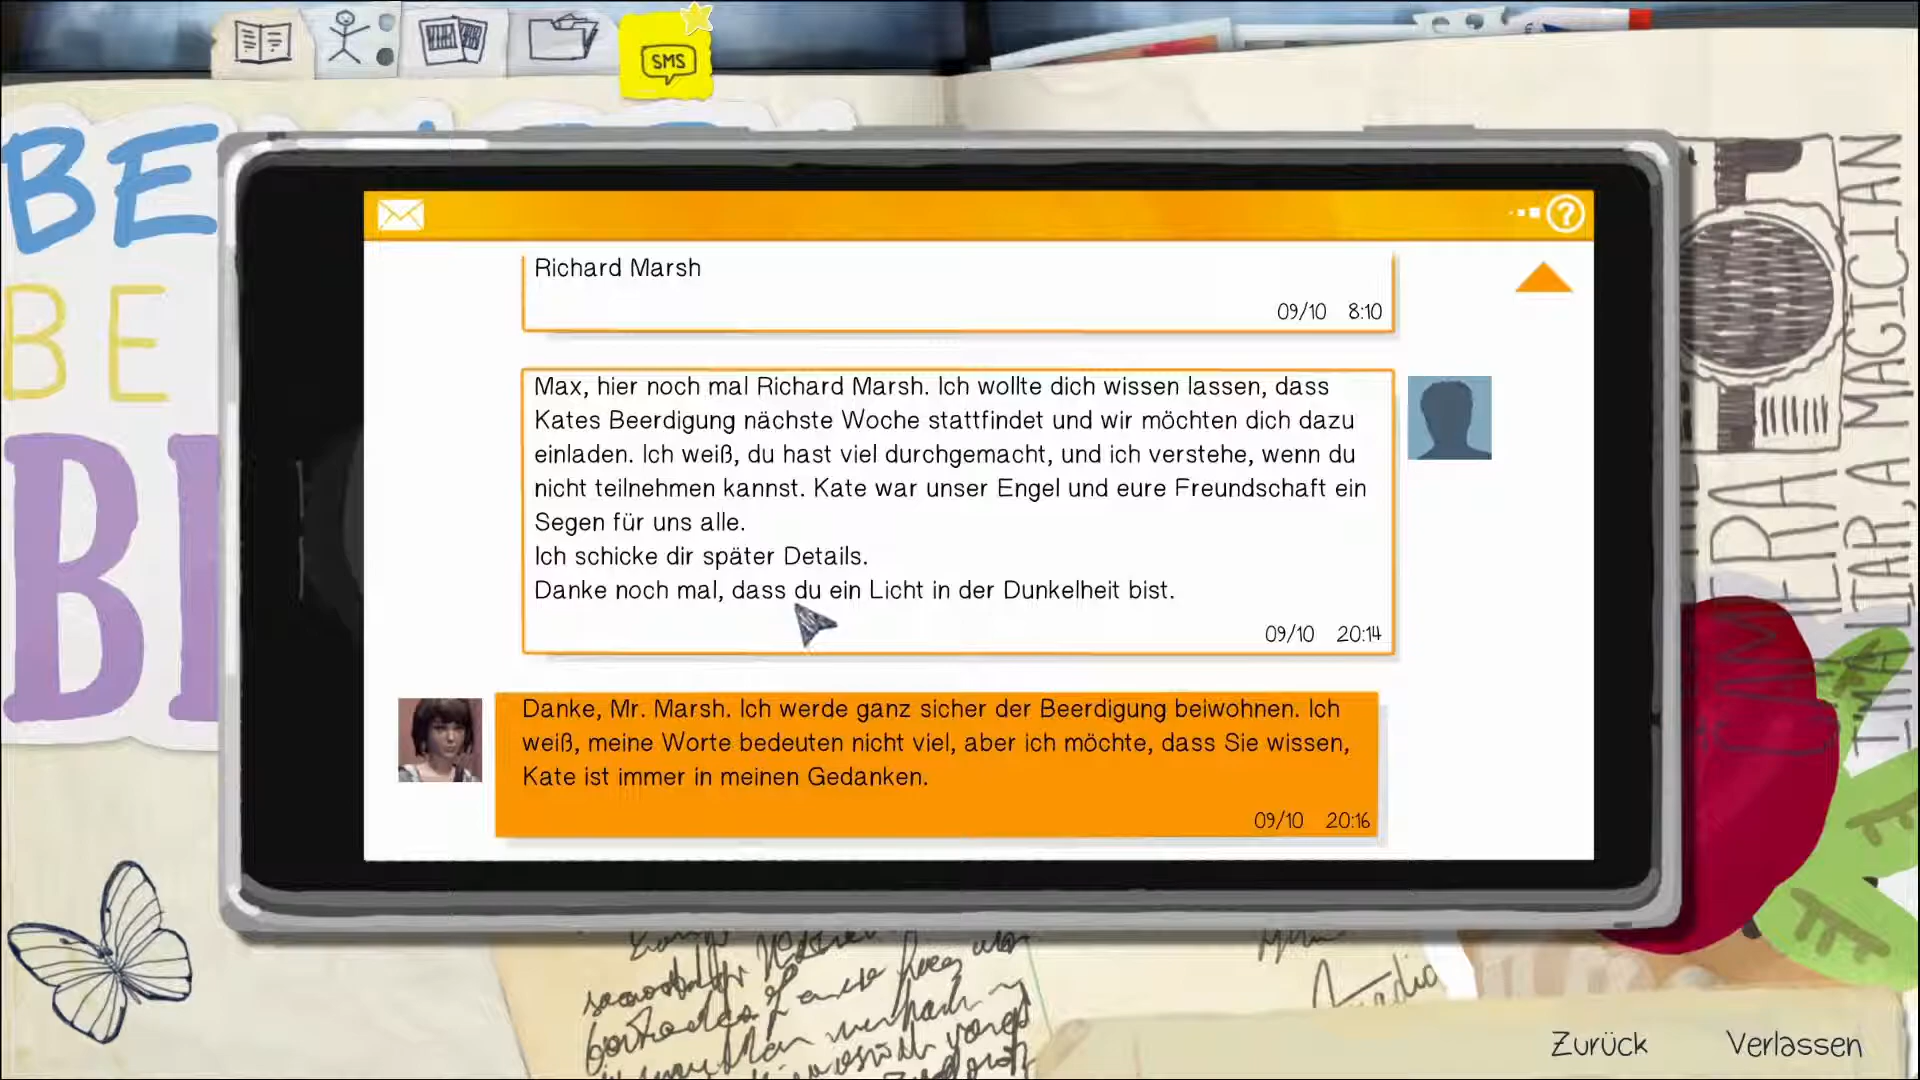 SMS
BE
BE
Richard Marsh
09/10 8:10
Max, hier noch mal Richard Marsh. Ich wollte dich wissen lassen, dass
Kates Beerdigung nächste Woche stattfindet und wir möchten dich dazu
einladen. Ich weiß, du hast viel durchgemacht, und ich verstehe, wenn du
nicht teilnehmen kannst. Kate war unser Engel und eure Freundschaft ein
Segen für uns alle.
Ich schicke dir später Details.
Danke noch mal, dass du ein Licht in der Dunkelheit bist.
09/10 20:14
Danke, Mr. Marsh. Ich werde ganz sicher der Beerdigung beiwohnen. Ich
weiß, meine Worte bedeuten nicht viel, aber ich möchte, dass Sie wissen,
Kate ist immer in meinen Gedanken.
09/10 20:16
A MAGICIAN
Zurück
Verlassen